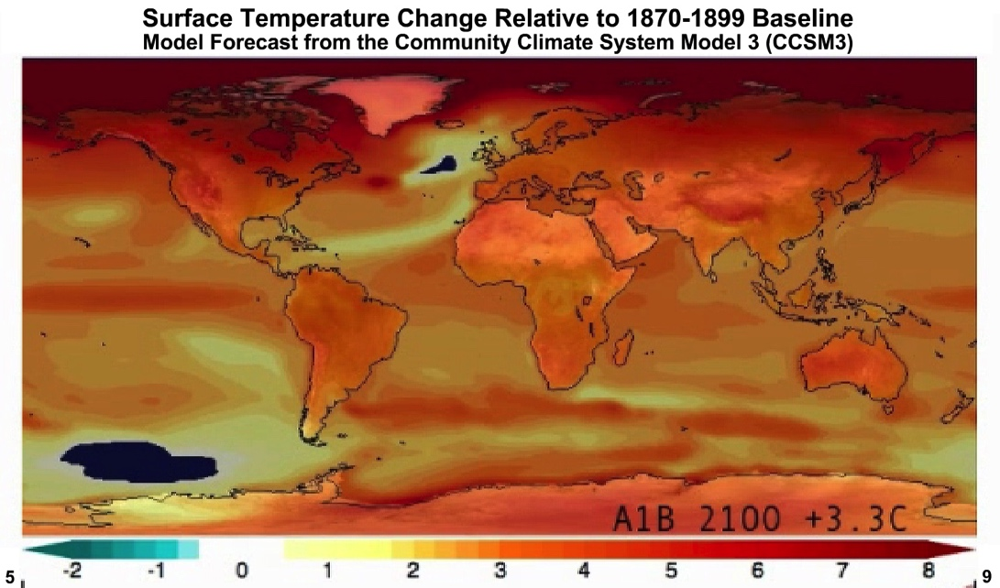 Surface Temperature Change Relative to 1870-1899 Baseline
Model Forecast from the Community Climate System Model 3 (CCSM3)
A1B 2100 +3.3C
-2 -1 0 1 2 3 4 5 6 7 8
5 9